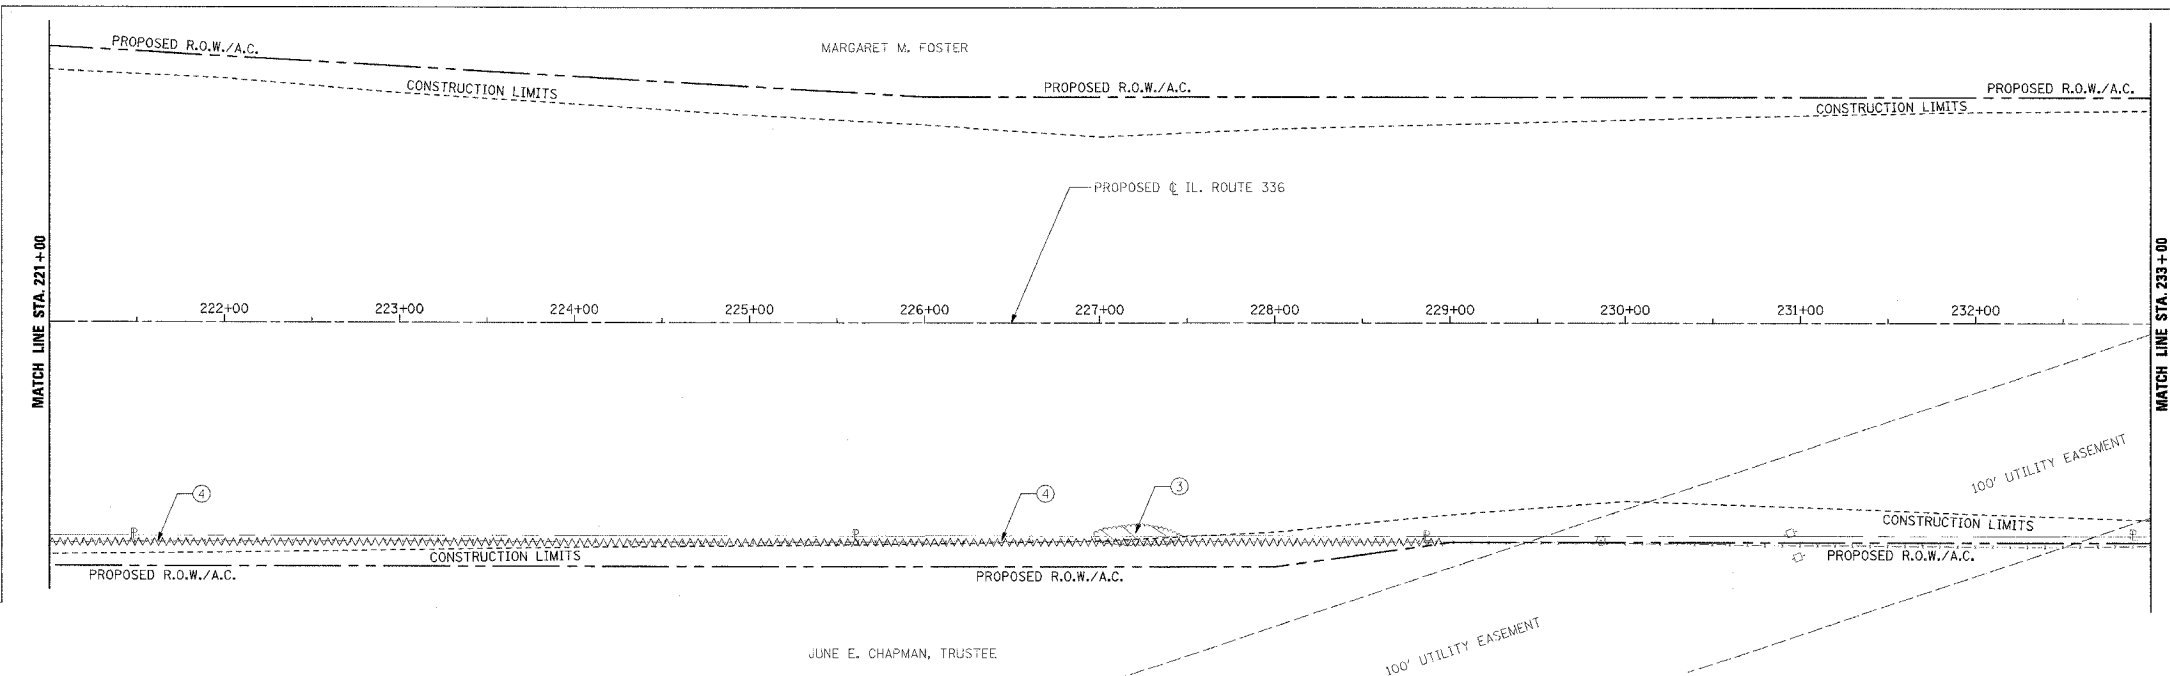 PROPOSED R.O.W./A.C.
MARGARET M. FOSTER
CONSTRUCTION LIMITS
PROPOSED R.O.W./A.C.
PROPOSED R.O.W./A.C.
CONSTRUCTION LIMITS
PROPOSED ℄ IL. ROUTE 336
MATCH LINE STA. 221+00
222+00
223+00
224+00
225+00
226+00
227+00
228+00
229+00
230+00
231+00
232+00
MATCH LINE STA. 233+00
100' UTILITY EASEMENT
4
4
3
CONSTRUCTION LIMITS
CONSTRUCTION LIMITS
PROPOSED R.O.W./A.C.
PROPOSED R.O.W./A.C.
PROPOSED R.O.W./A.C.
100' UTILITY EASEMENT
JUNE E. CHAPMAN, TRUSTEE